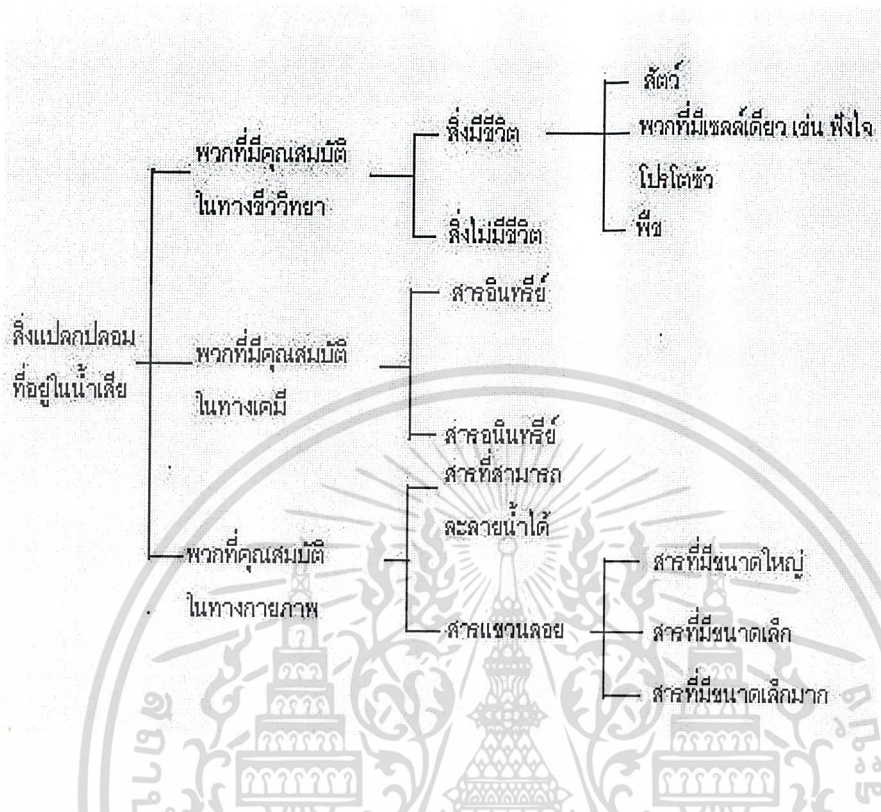 สิ่งแปลกปลอม
ที่อยู่ในน้ำเสีย
พวกที่มีคุณสมบัติ
ในทางชีววิทยา
สิ่งมีชีวิต
สัตว์
พวกที่มีเซลล์เดียว เช่น ฟังไจ
โปรโตซัว
พืช
สิ่งไม่มีชีวิต
พวกที่มีคุณสมบัติ
ในทางเคมี
สารอินทรีย์
สารอนินทรีย์
พวกที่คุณสมบัติ
ในทางกายภาพ
สารที่สามารถ
ละลายน้ำได้
สารแขวนลอย
สารที่มีขนาดใหญ่
สารที่มีขนาดเล็ก
สารที่มีขนาดเล็กมาก